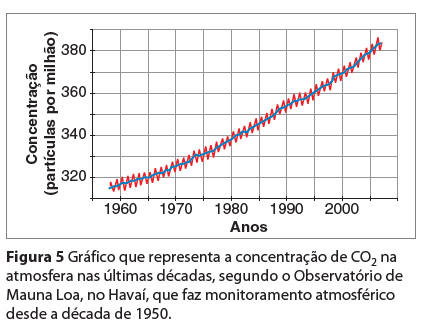 Concentração
(partículas por milhão)
380
360
340
320
1960 1970 1980 1990 2000
Anos
Figura 5 Gráfico que representa a concentração de CO₂ na
atmosfera nas últimas décadas, segundo o Observatório de
Mauna Loa, no Havaí, que faz monitoramento atmosférico
desde a década de 1950.